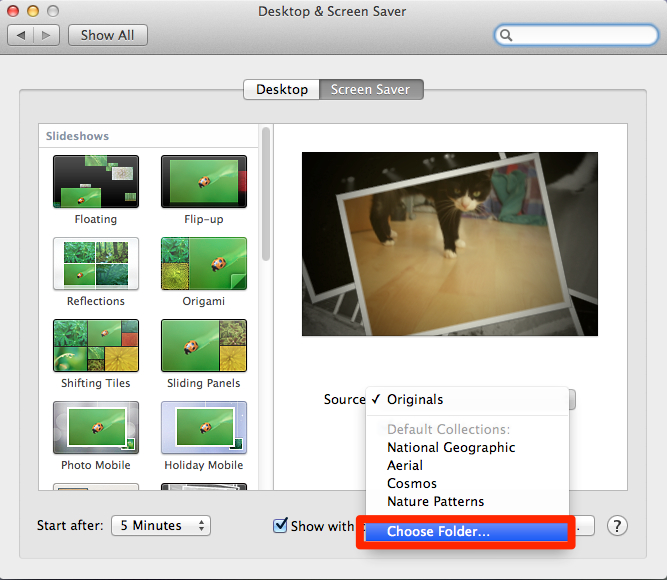 Desktop & Screen Saver
Show All
Desktop
Screen Saver
Slideshows
Floating
Flip-up
Reflections
Origami
Shifting Tiles
Sliding Panels
Photo Mobile
Holiday Mobile
Source
✓ Originals
Default Collections:
National Geographic
Aerial
Cosmos
Nature Patterns
Choose Folder...
Start after:
5 Minutes
Show with
?